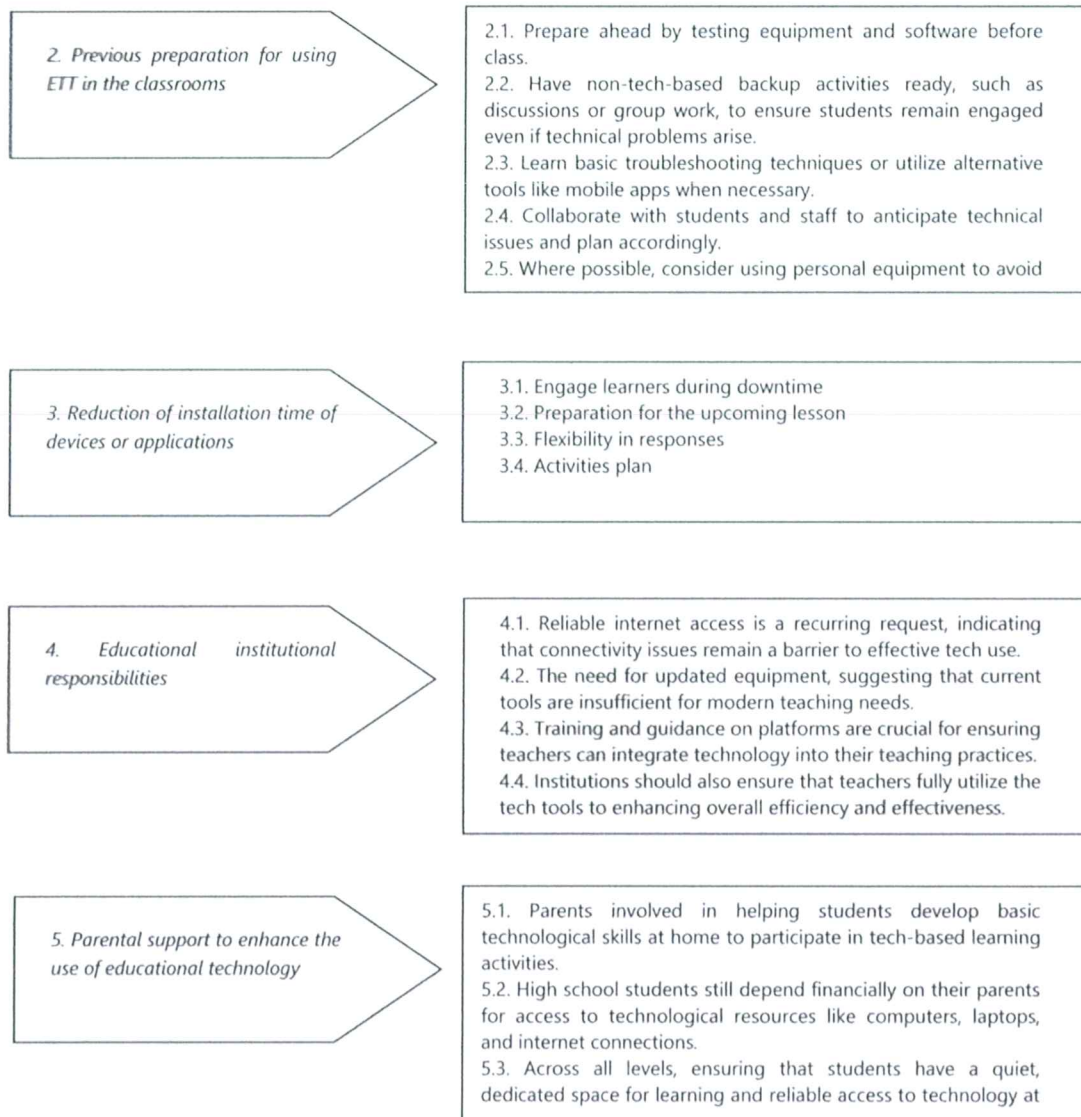 2. Previous preparation for using
ETT in the classrooms
2.1. Prepare ahead by testing equipment and software before
class.
2.2. Have non-tech-based backup activities ready, such as
discussions or group work, to ensure students remain engaged
even if technical problems arise.
2.3. Learn basic troubleshooting techniques or utilize alternative
tools like mobile apps when necessary.
2.4. Collaborate with students and staff to anticipate technical
issues and plan accordingly.
2.5. Where possible, consider using personal equipment to avoid
3. Reduction of installation time of
devices or applications
3.1. Engage learners during downtime
3.2. Preparation for the upcoming lesson
3.3. Flexibility in responses
3.4. Activities plan
4. Educational institutional
responsibilities
4.1. Reliable internet access is a recurring request, indicating
that connectivity issues remain a barrier to effective tech use.
4.2. The need for updated equipment, suggesting that current
tools are insufficient for modern teaching needs.
4.3. Training and guidance on platforms are crucial for ensuring
teachers can integrate technology into their teaching practices.
4.4. Institutions should also ensure that teachers fully utilize the
tech tools to enhancing overall efficiency and effectiveness.
5. Parental support to enhance the
use of educational technology
5.1. Parents involved in helping students develop basic
technological skills at home to participate in tech-based learning
activities.
5.2. High school students still depend financially on their parents
for access to technological resources like computers, laptops,
and internet connections.
5.3. Across all levels, ensuring that students have a quiet,
dedicated space for learning and reliable access to technology at